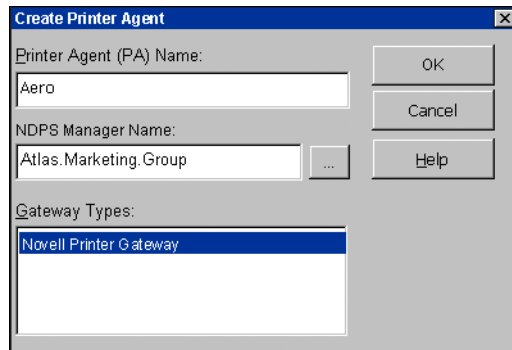 Create Printer Agent
Printer Agent (PA) Name:
Aero
OK
Cancel
NDPS Manager Name:
Atlas.Marketing.Group
...
Help
Gateway Types:
Novell Printer Gateway